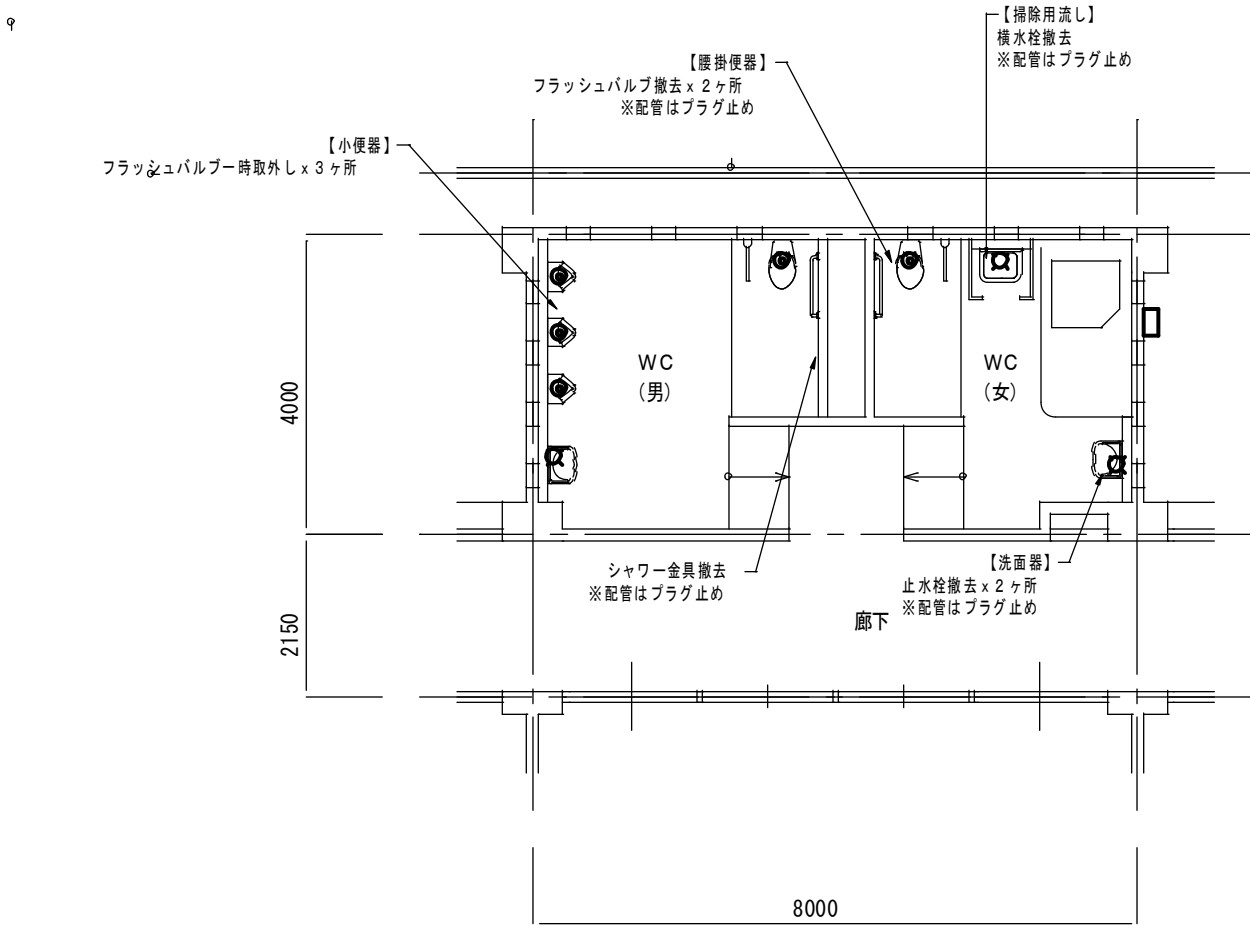 【掃除用流し】
横水栓撤去
※配管はプラグ止め
【腰掛便器】
フラッシュバルブ撤去x２ヶ所
※配管はプラグ止め
【小便器】
フラッシュバルブ一時取外しx３ヶ所
WC
(男)
WC
(女)
4000
シャワー金具撤去
※配管はプラグ止め
【洗面器】
止水栓撤去x２ヶ所
※配管はプラグ止め
廊下
2150
8000